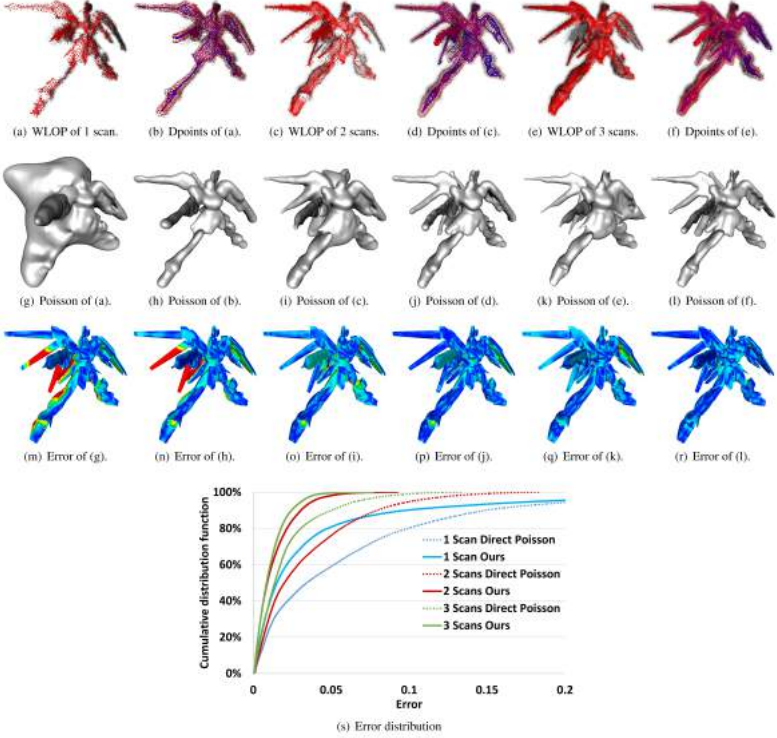 (a) WLOP of 1 scan. (b) Dpoints of (a). (c) WLOP of 2 scans. (d) Dpoints of (c). (e) WLOP of 3 scans. (f) Dpoints of (e).
(g) Poisson of (a). (h) Poisson of (b). (i) Poisson of (c). (j) Poisson of (d). (k) Poisson of (e). (l) Poisson of (f).
(m) Error of (g). (n) Error of (h). (o) Error of (i). (p) Error of (j). (q) Error of (k). (r) Error of (l).
Cumulative distribution function
100%
80%
60%
40%
20%
0%
1 Scan Direct Poisson
1 Scan Ours
2 Scans Direct Poisson
2 Scans Ours
3 Scans Direct Poisson
3 Scans Ours
0 0.05 0.1 0.15 0.2
Error
(s) Error distribution